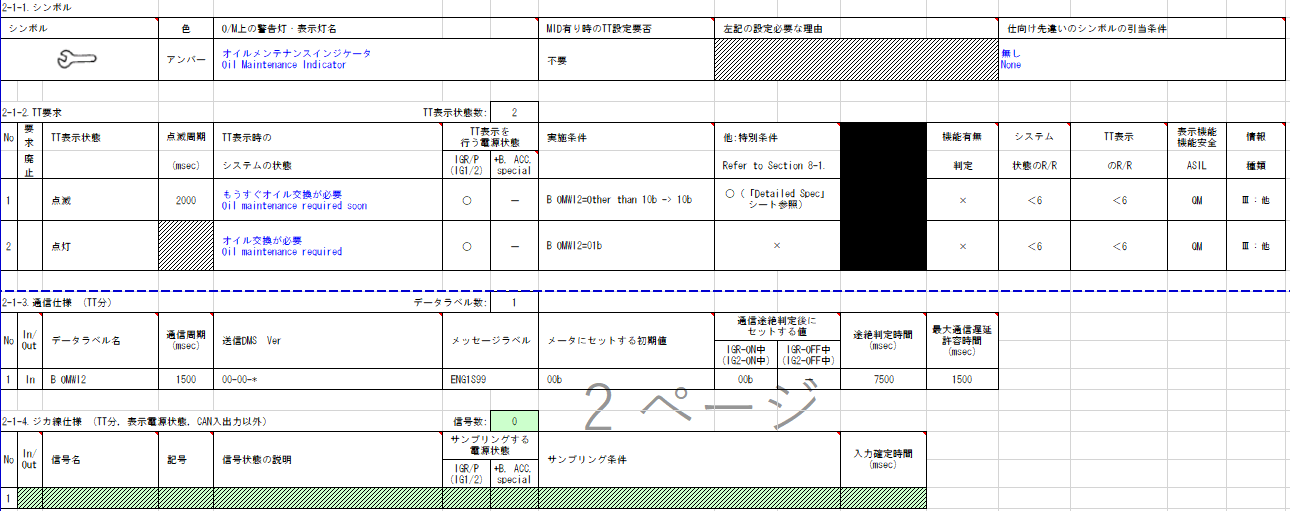 2-1-1.シンボル
シンボル 色 O/M上の警告灯・表示灯名 MID有り時のTT設定要否 左記の設定必要な理由 仕向け先違いのシンボルの引当条件
アンバー オイルメンテナンスインジケータ
Oil Maintenance Indicator 不要 無し
None
2-1-2.TT要求 TT表示状態数: 2
No 要求 廃止 TT表示状態 点滅周期 (msec) TT表示時の システムの状態 TT表示を 行う電源状態 実施条件 他:特別条件 機能有無 判定 システム 状態のR/R TT表示 のR/R 表示機能 機能安全 ASIL 情報 種類
IGR/P (IG1/2) +B, ACC, special Refer to Section 8-1.
1 点滅 2000 もうすぐオイル交換が必要
Oil maintenance required soon ○ － B_OMWI2=Other than 10b -> 10b ○（「Detailed Spec」
シート参照） × <6 <6 QM Ⅲ：他
2 点灯 オイル交換が必要
Oil maintenance required ○ － B_OMWI2=01b × × <6 <6 QM Ⅲ：他
2-1-3.通信仕様 （TT分） データラベル数: 1
No In/Out データラベル名 通信周期 (msec) 送信DMS Ver メッセージラベル メータにセットする初期値 通信途絶判定後に セットする値 途絶判定時間 (msec) 最大通信遅延 許容時間 (msec)
IGR-ON中 (IG2-ON中) IGR-OFF中 (IG2-OFF中)
1 In B_OMWI2 1500 00-00-* ENG1S99 00b 00b － 7500 1500
2 ページ
2-1-4.ジカ線仕様 （TT分, 表示電源状態, CAN入出力以外） 信号数: 0
No In/Out 信号名 記号 信号状態の説明 サンプリングする 電源状態 サンプリング条件 入力確定時間 (msec)
IGR/P (IG1/2) +B, ACC, special
1